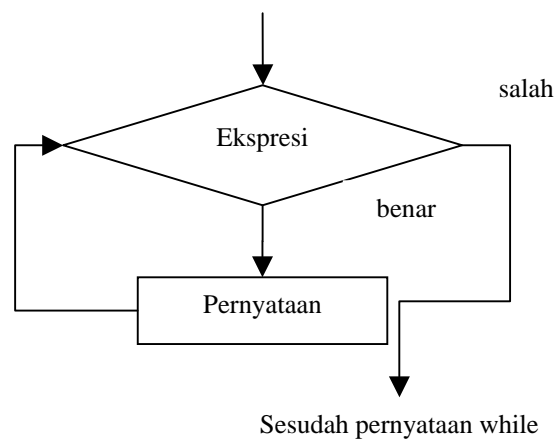 salah
Ekspresi
benar
Pernyataan
Sesudah pernyataan while